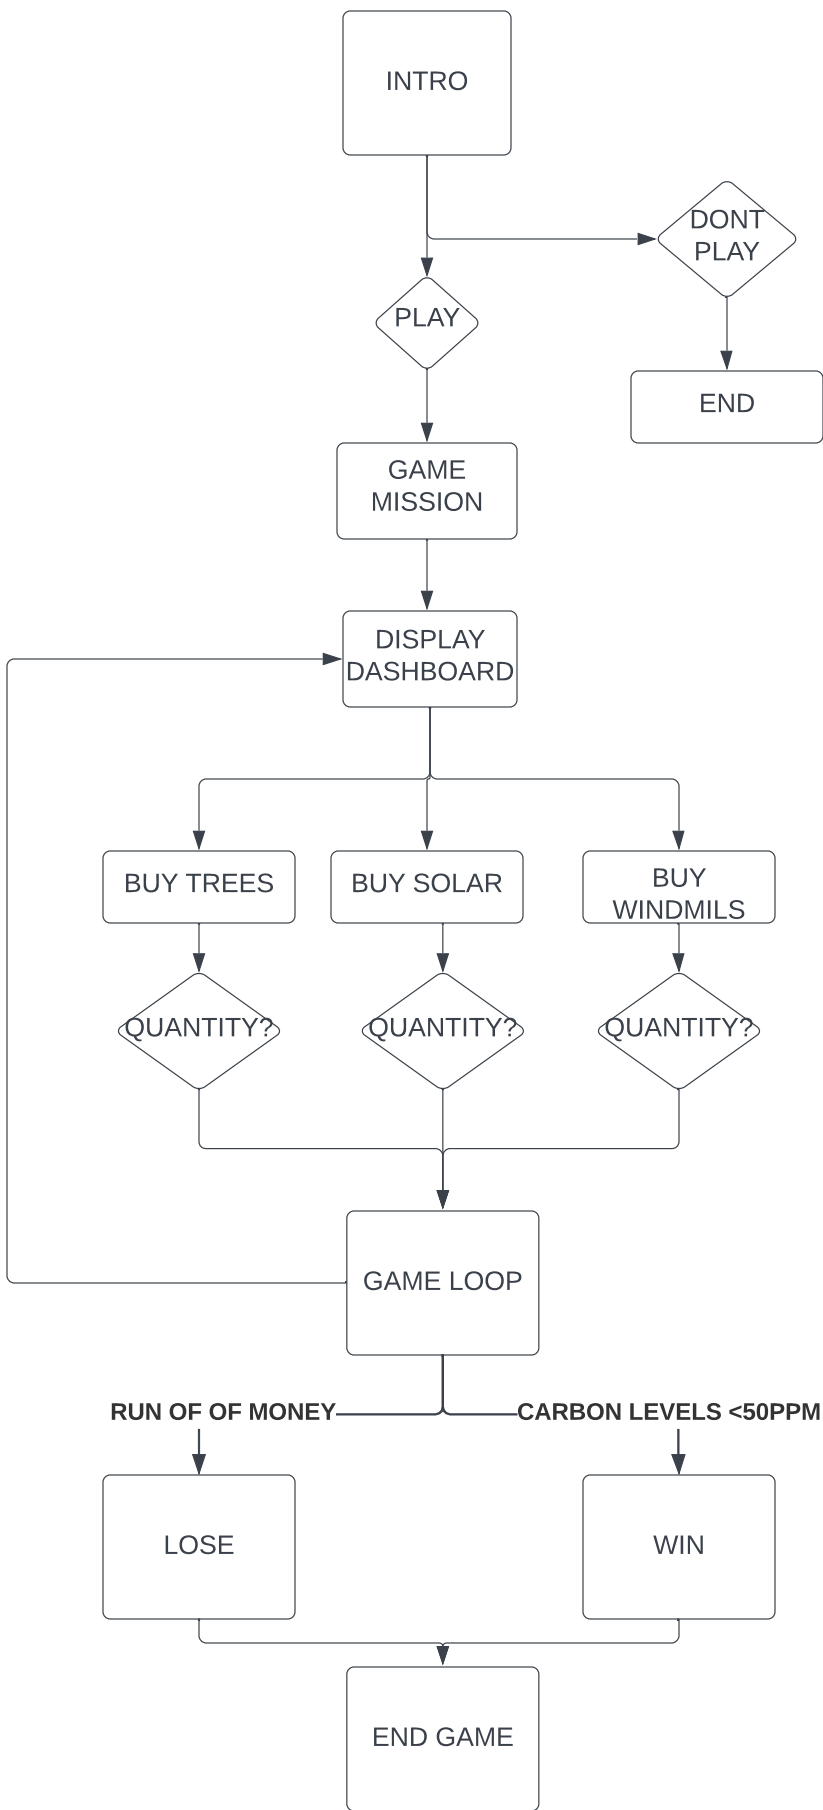 INTRO
DONT
PLAY
PLAY
END
GAME
MISSION
DISPLAY
DASHBOARD
BUY TREES
BUY SOLAR
BUY
WINDMILS
QUANTITY?
QUANTITY?
QUANTITY?
GAME LOOP
RUN OF OF MONEY
CARBON LEVELS <50PPM
LOSE
WIN
END GAME